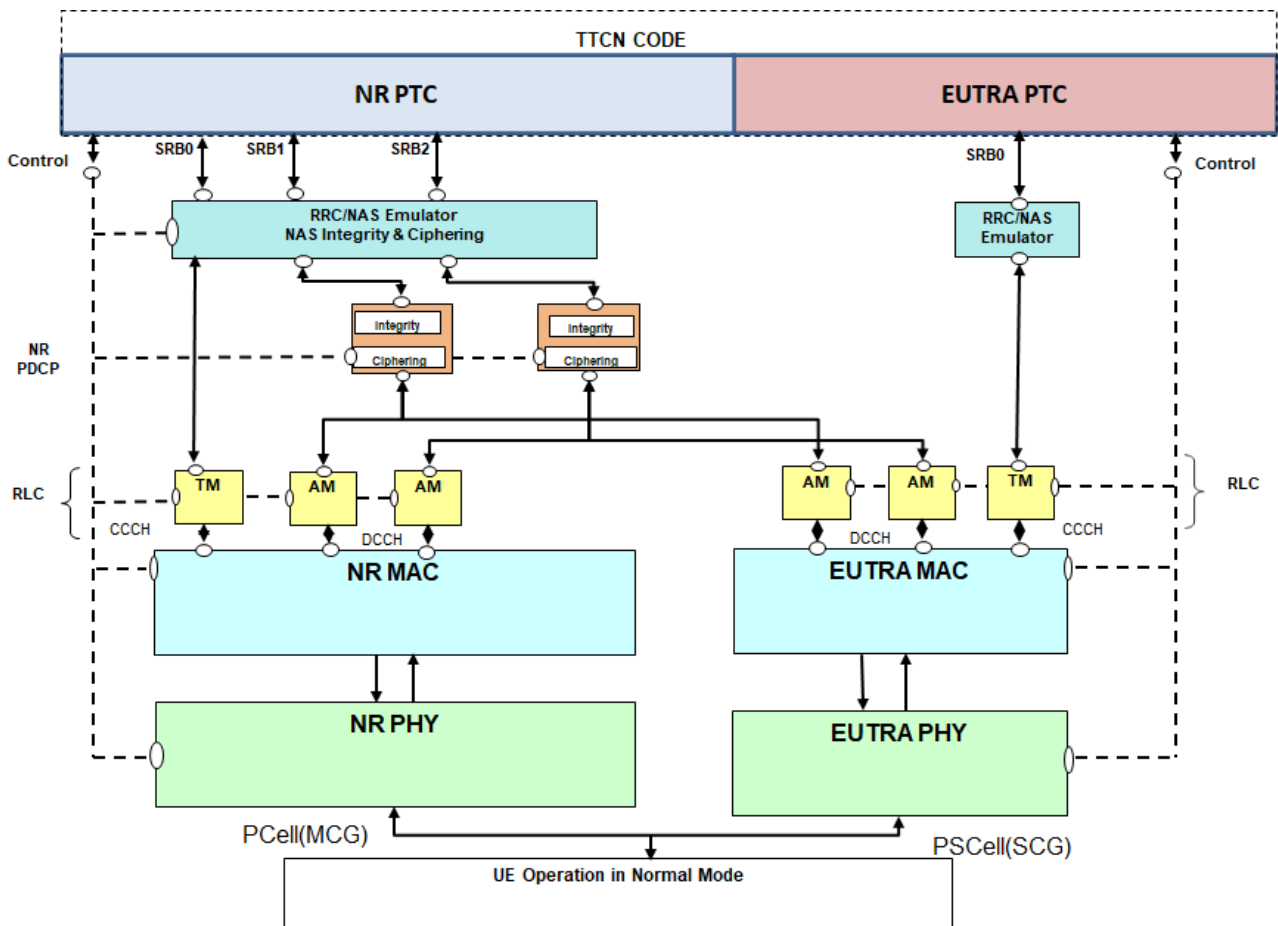 TTCN CODE
NR PTC
EUTRA PTC
Control
SRB0
SRB1
SRB2
SRB0
Control
RRC/NAS Emulator
NAS Integrity & Ciphering
RRC/NAS
Emulator
Integrity
Ciphering
Integrity
Ciphering
NR
PDCP
RLC
TM
AM
AM
AM
AM
TM
RLC
CCCH
DCCH
DCCH
CCCH
NR MAC
EUTRA MAC
NR PHY
EUTRA PHY
PCell(MCG)
PSCell(SCG)
UE Operation in Normal Mode